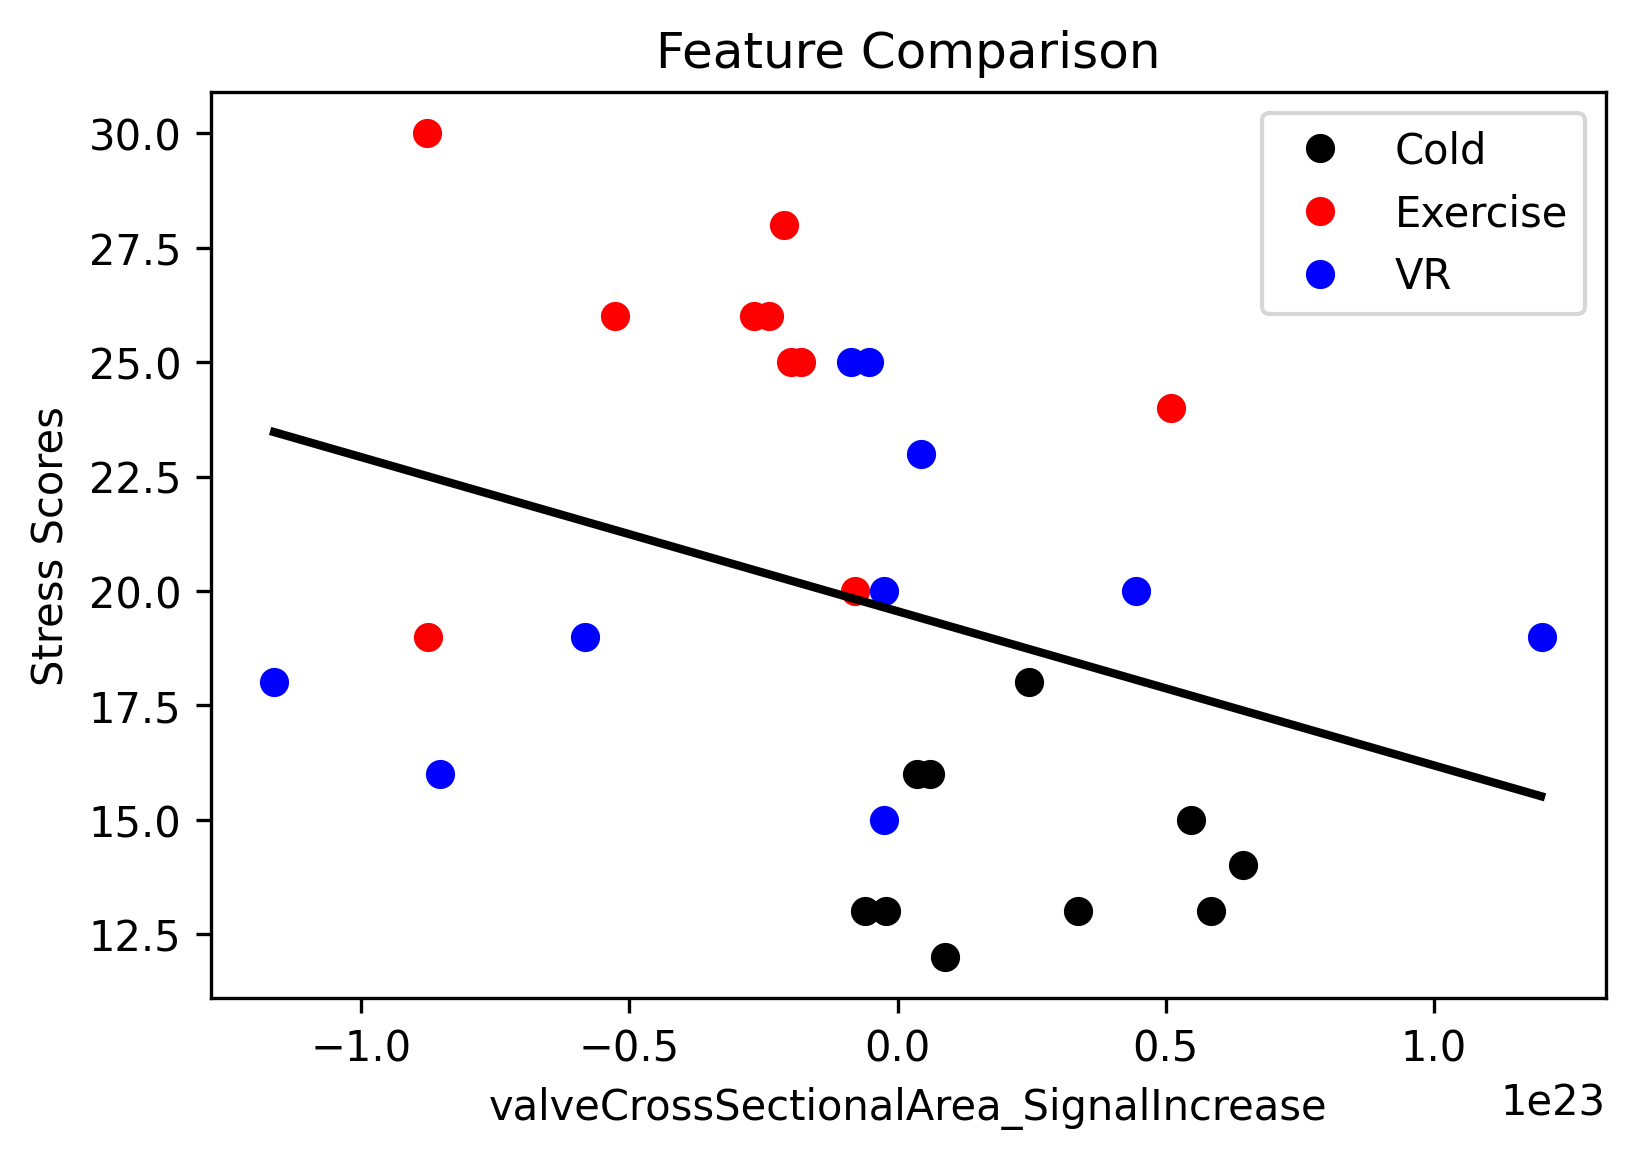 Feature Comparison
30.0
27.5
25.0
22.5
20.0
17.5
15.0
12.5
Stress Scores
Cold
Exercise
VR
−1.0
−0.5
0.0
0.5
1.0
1e23
valveCrossSectionalArea_SignalIncrease